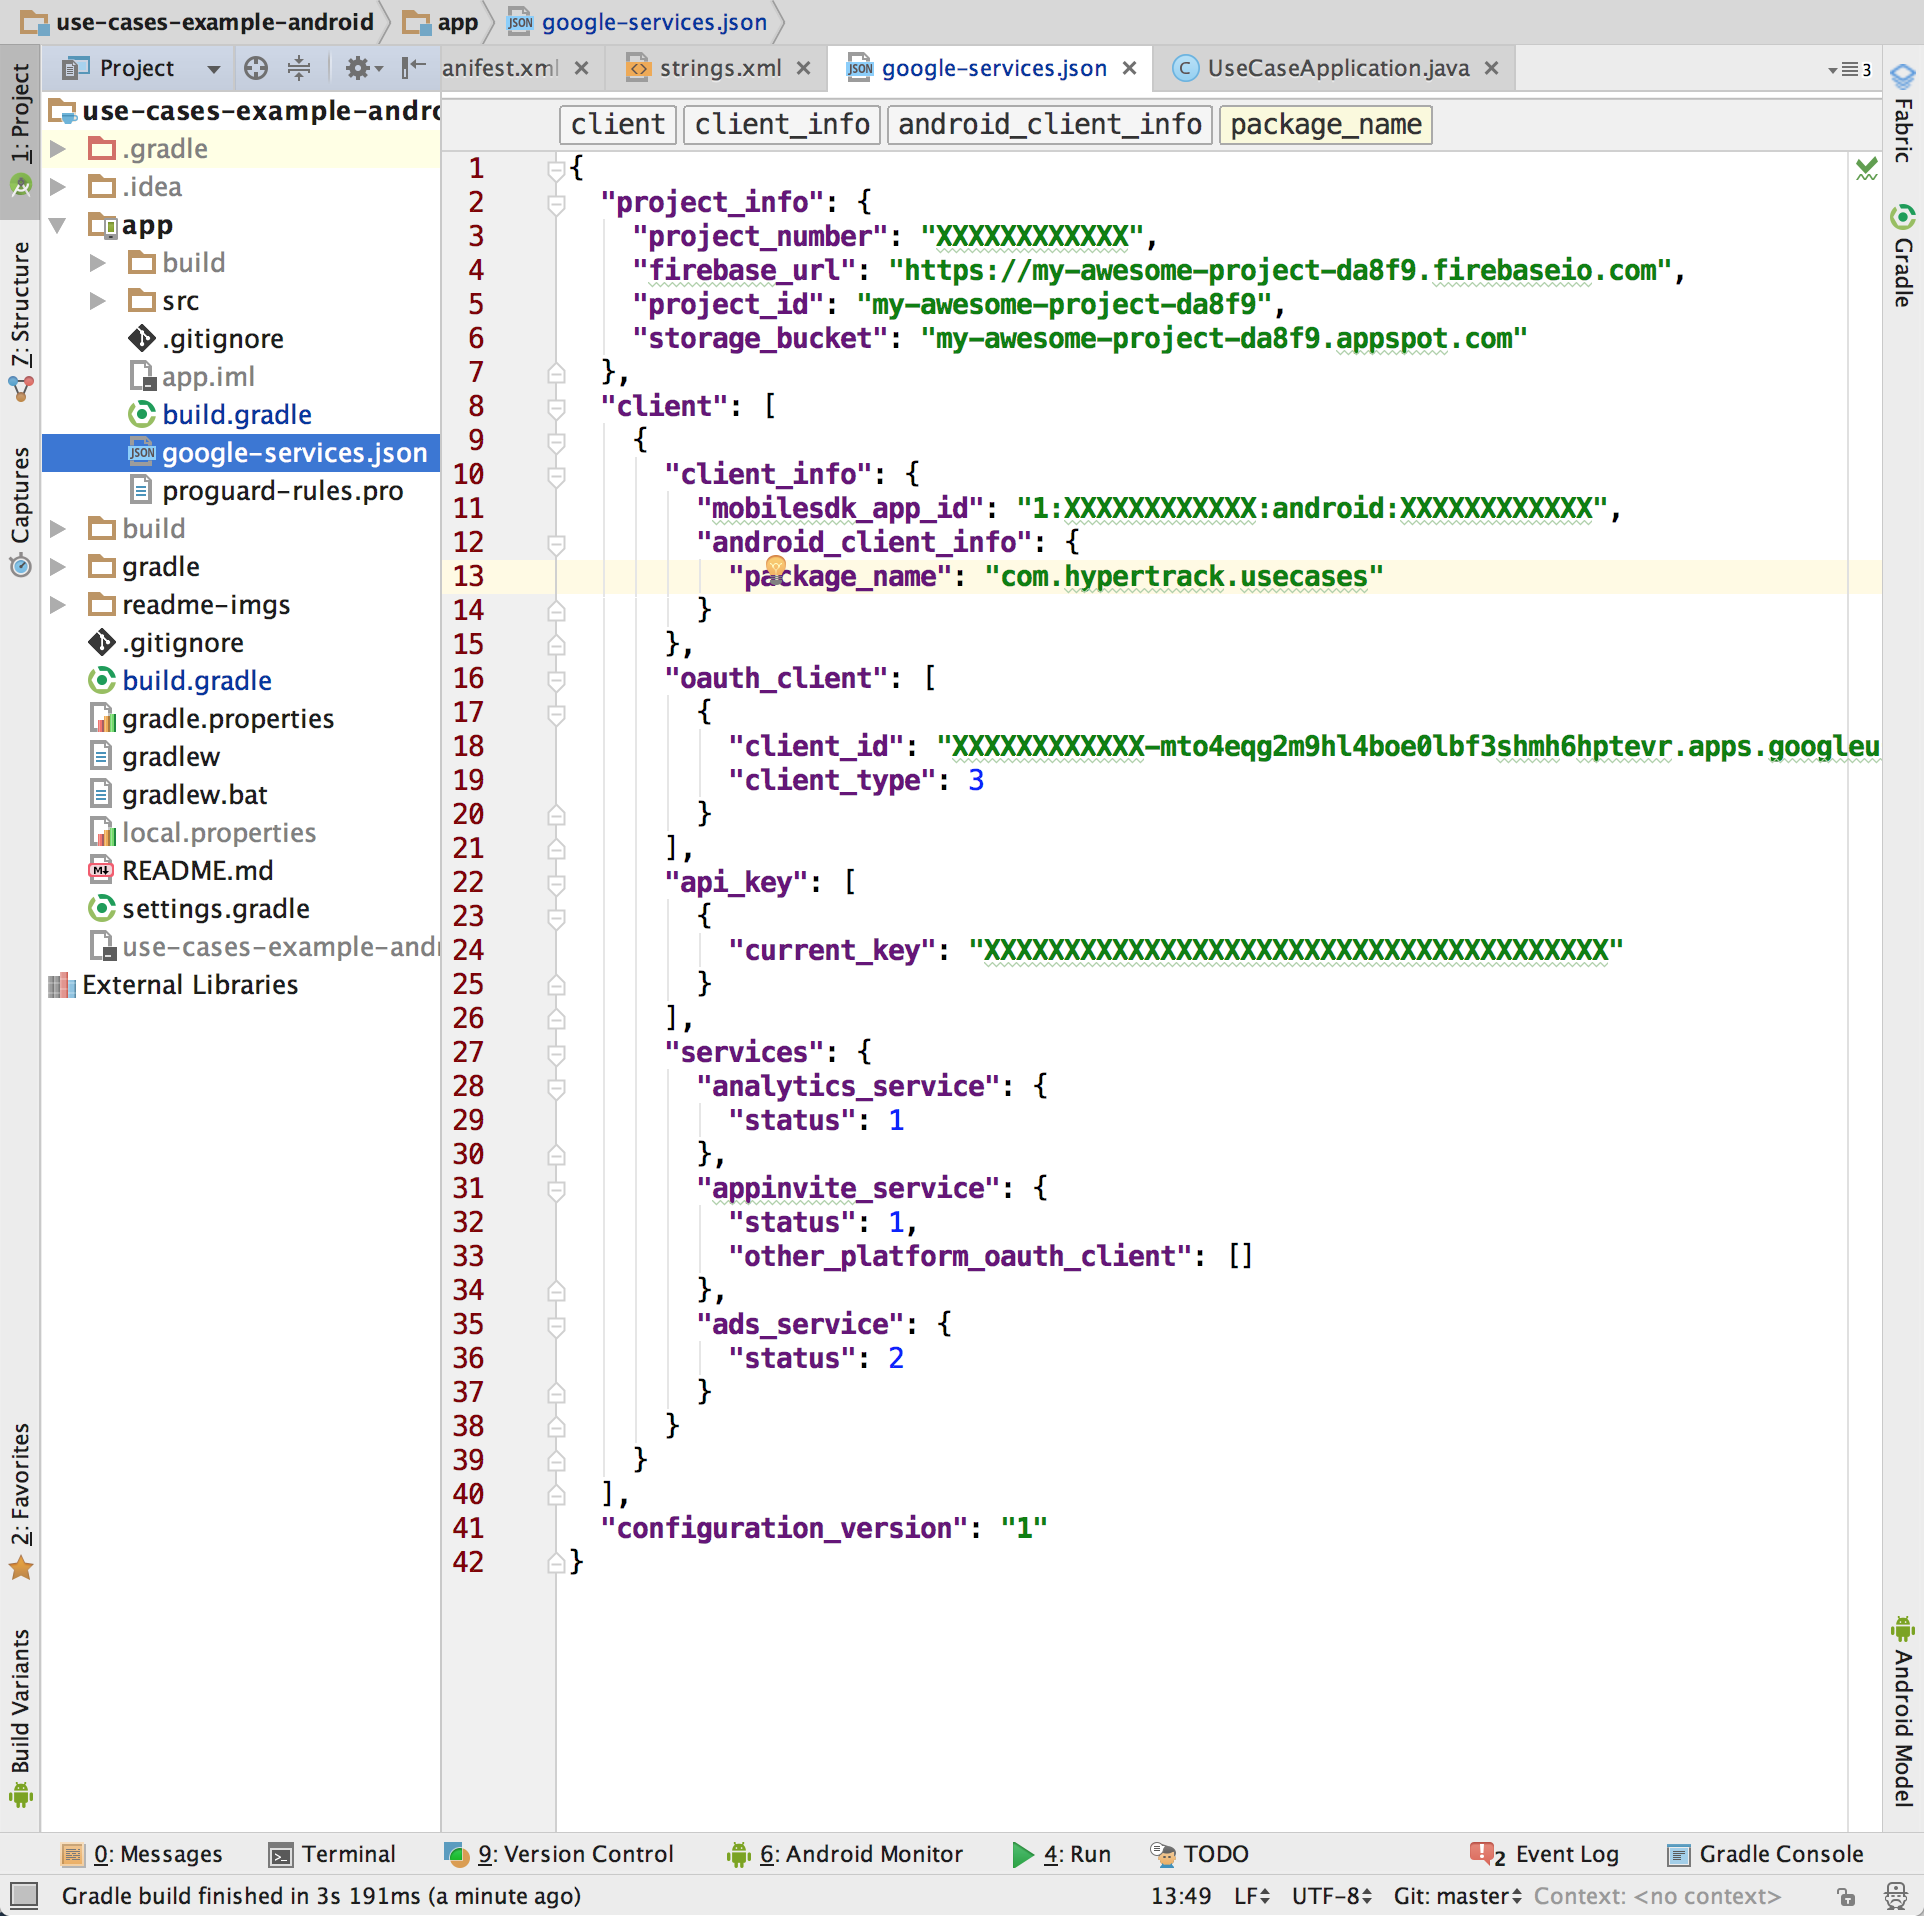 use-cases-example-android app google-services.json
Project anifest.xml strings.xml google-services.json UseCaseApplication.java 3
client client_info android_client_info package_name
1: Project
Z: Structure
Captures
2: Favorites
Build Variants
use-cases-example-andro
.gradle
.idea
app
build
src
.gitignore
app.iml
build.gradle
google-services.json
proguard-rules.pro
build
gradle
readme-imgs
.gitignore
build.gradle
gradle.properties
gradlew
gradlew.bat
local.properties
README.md
settings.gradle
use-cases-example-andr
External Libraries
1 {
2 "project_info": {
3 "project_number": "XXXXXXXXXXXX",
4 "firebase_url": "https://my-awesome-project-da8f9.firebaseio.com",
5 "project_id": "my-awesome-project-da8f9",
6 "storage_bucket": "my-awesome-project-da8f9.appspot.com"
7 },
8 "client": [
9 {
10 "client_info": {
11 "mobilesdk_app_id": "1:XXXXXXXXXXXX:android:XXXXXXXXXXXX",
12 "android_client_info": {
13 "package_name": "com.hypertrack.usecases"
14 }
15 },
16 "oauth_client": [
17 {
18 "client_id": "XXXXXXXXXXXX-mto4eqg2m9hl4boe0lbf3shmh6hptevr.apps.googleu
19 "client_type": 3
20 }
21 ],
22 "api_key": [
23 {
24 "current_key": "XXXXXXXXXXXXXXXXXXXXXXXXXXXXXXXXXXXXXXX"
25 }
26 ],
27 "services": {
28 "analytics_service": {
29 "status": 1
30 },
31 "appinvite_service": {
32 "status": 1,
33 "other_platform_oauth_client": []
34 },
35 "ads_service": {
36 "status": 2
37 }
38 }
39 }
40 ],
41 "configuration_version": "1"
42 }
Fabric
Gradle
Android Model
0: Messages Terminal 9: Version Control 6: Android Monitor 4: Run TODO 2 Event Log Gradle Console
Gradle build finished in 3s 191ms (a minute ago) 13:49 LF UTF-8 Git: master Context: <no context>